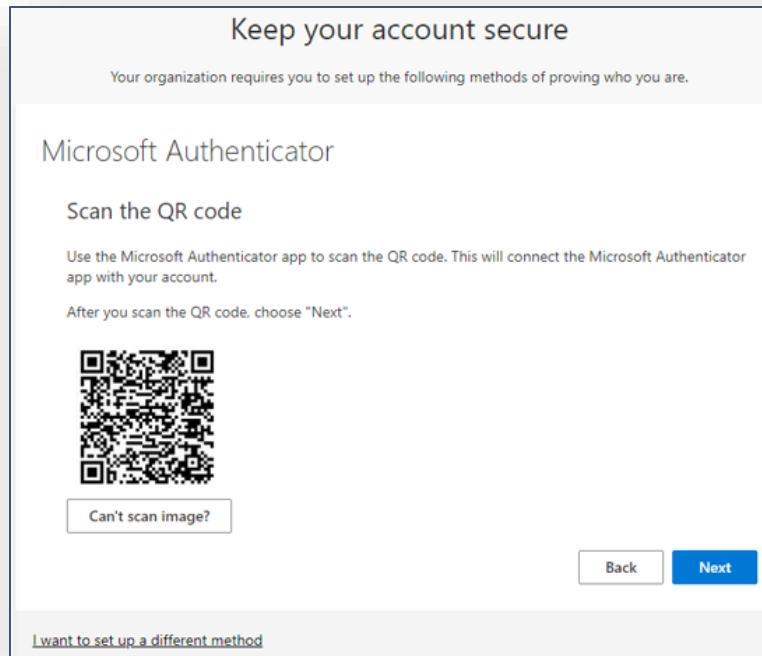 Keep your account secure
Your organization requires you to set up the following methods of proving who you are.
Microsoft Authenticator
Scan the QR code
Use the Microsoft Authenticator app to scan the QR code. This will connect the Microsoft Authenticator
app with your account.
After you scan the QR code, choose "Next".
Can't scan image?
Back
Next
I want to set up a different method